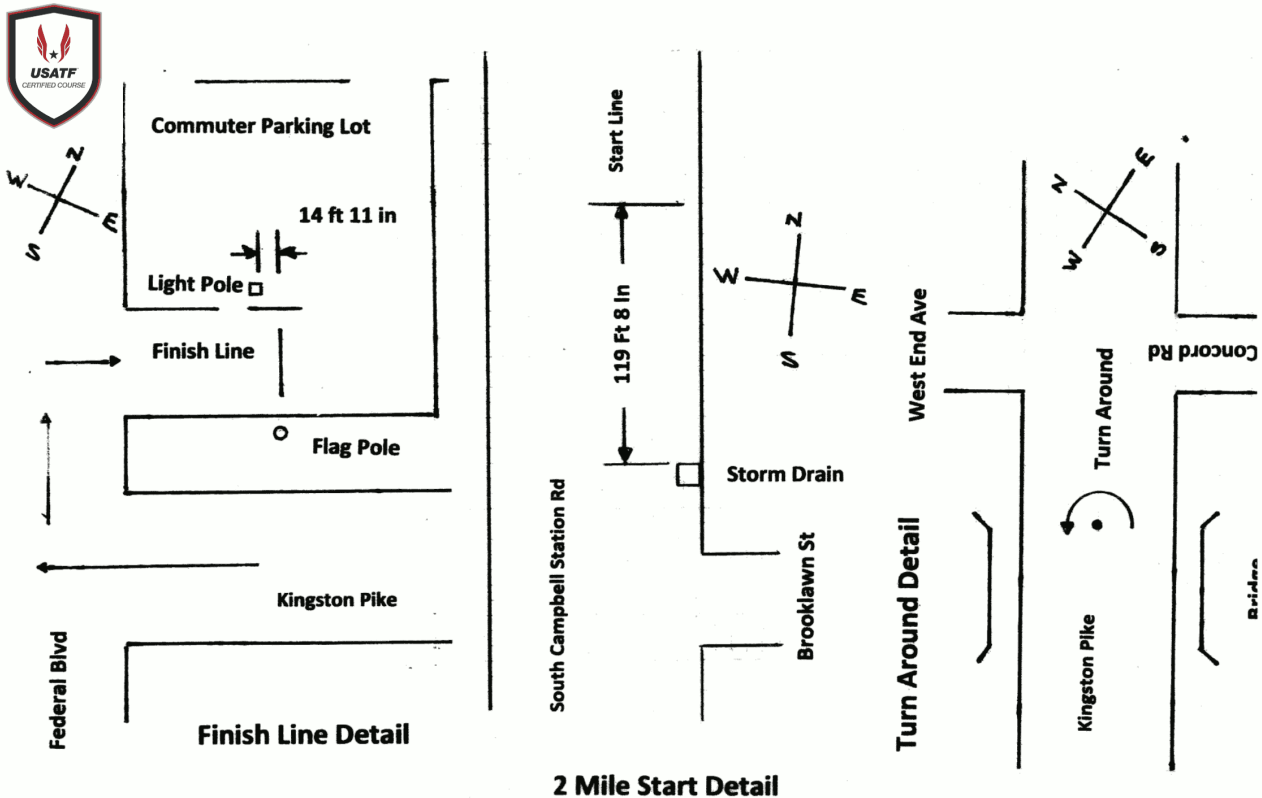 USATF
CERTIFIED COURSE
Commuter Parking Lot
N
W
E
S
14 ft 11 in
Light Pole
Finish Line
Flag Pole
Kingston Pike
Federal Blvd
Finish Line Detail
Start Line
119 Ft 8 In
N
W
E
S
Storm Drain
South Campbell Station Rd
Brooklawn St
2 Mile Start Detail
N
E
W
S
West End Ave
Concord Rd
Turn Around
Turn Around Detail
Kingston Pike